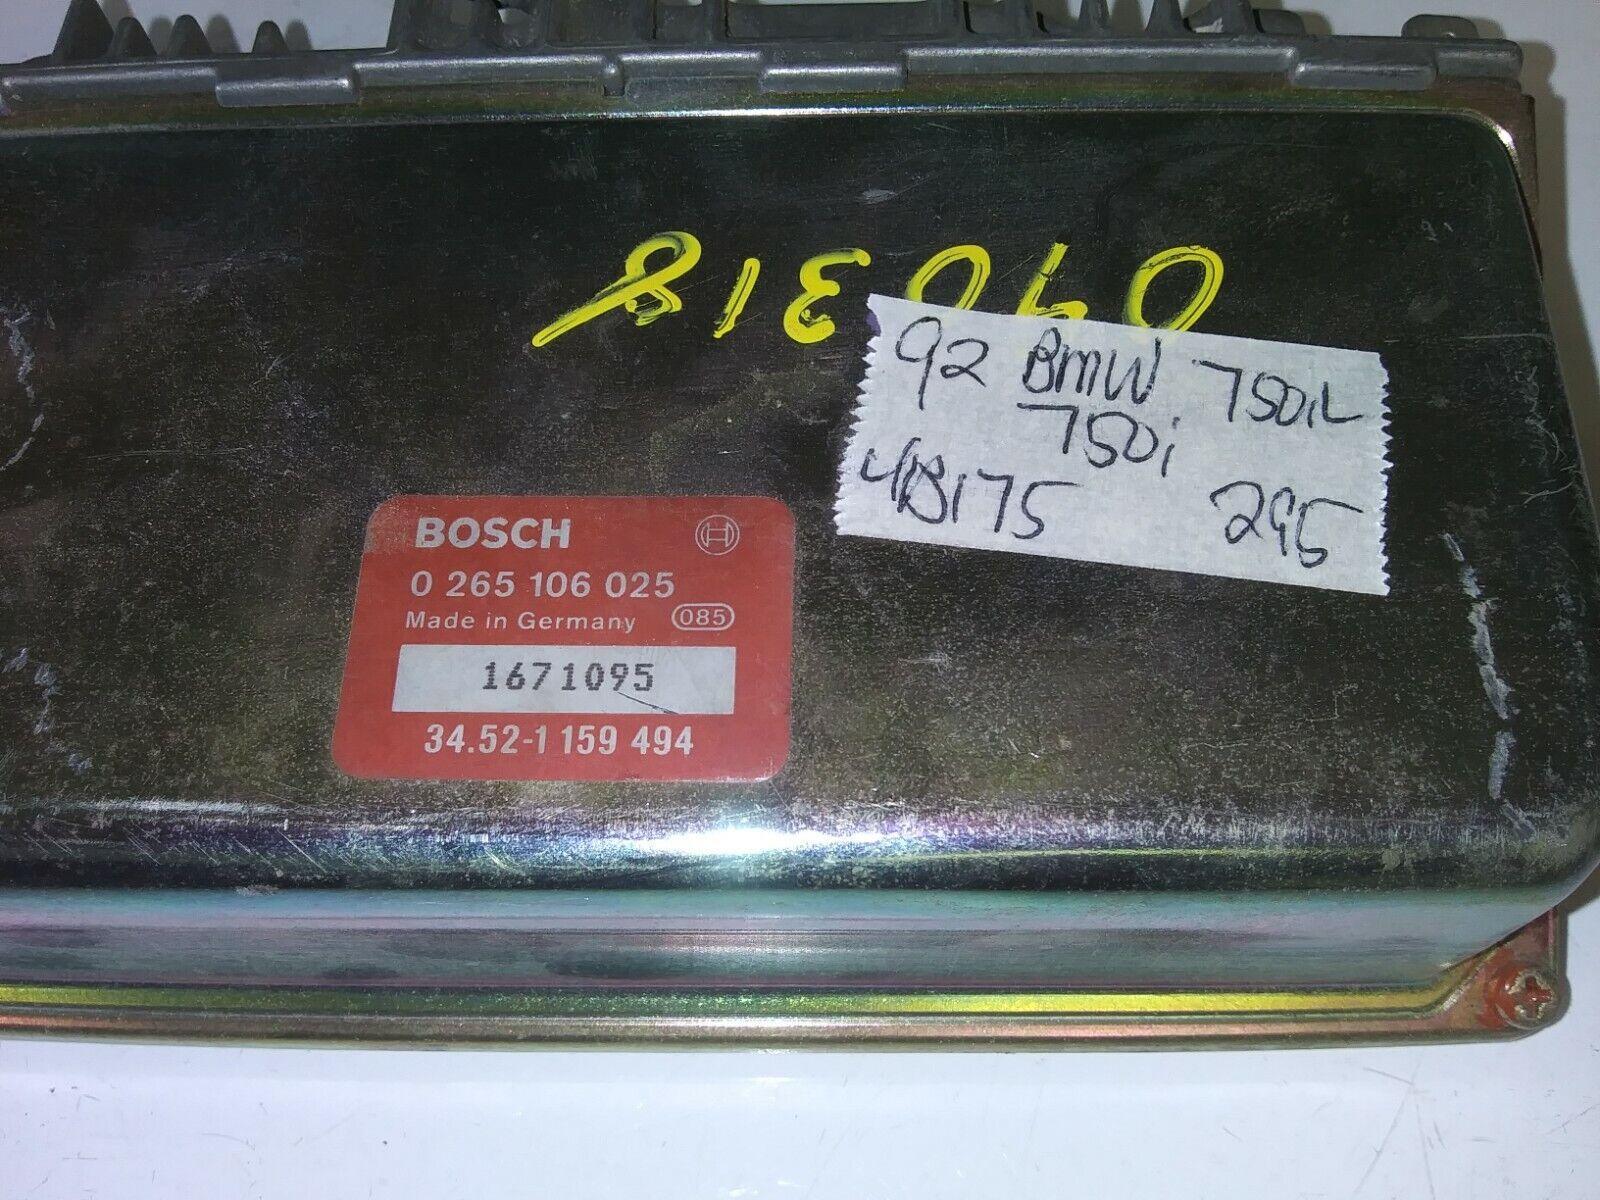 040318
92 BMW 750iL
750i
4B175 295
BOSCH
0 265 106 025
Made in Germany 085
1671095
34.52-1 159 494